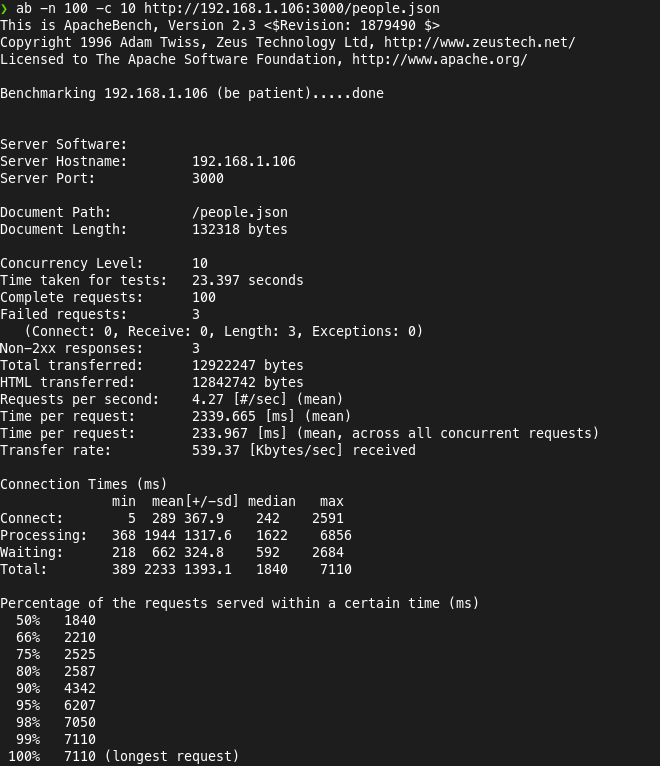 ❯ ab -n 100 -c 10 http://192.168.1.106:3000/people.json
This is ApacheBench, Version 2.3 <$Revision: 1879490 $>
Copyright 1996 Adam Twiss, Zeus Technology Ltd, http://www.zeustech.net/
Licensed to The Apache Software Foundation, http://www.apache.org/

Benchmarking 192.168.1.106 (be patient).....done


Server Software:
Server Hostname:        192.168.1.106
Server Port:            3000

Document Path:          /people.json
Document Length:        132318 bytes

Concurrency Level:      10
Time taken for tests:   23.397 seconds
Complete requests:      100
Failed requests:        3
   (Connect: 0, Receive: 0, Length: 3, Exceptions: 0)
Non-2xx responses:      3
Total transferred:      12922247 bytes
HTML transferred:       12842742 bytes
Requests per second:    4.27 [#/sec] (mean)
Time per request:       2339.665 [ms] (mean)
Time per request:       233.967 [ms] (mean, across all concurrent requests)
Transfer rate:          539.37 [Kbytes/sec] received

Connection Times (ms)
              min  mean[+/-sd] median   max
Connect:        5  289 367.9    242    2591
Processing:   368 1944 1317.6   1622    6856
Waiting:      218  662 324.8    592    2684
Total:        389 2233 1393.1   1840    7110

Percentage of the requests served within a certain time (ms)
  50%   1840
  66%   2210
  75%   2525
  80%   2587
  90%   4342
  95%   6207
  98%   7050
  99%   7110
 100%   7110 (longest request)